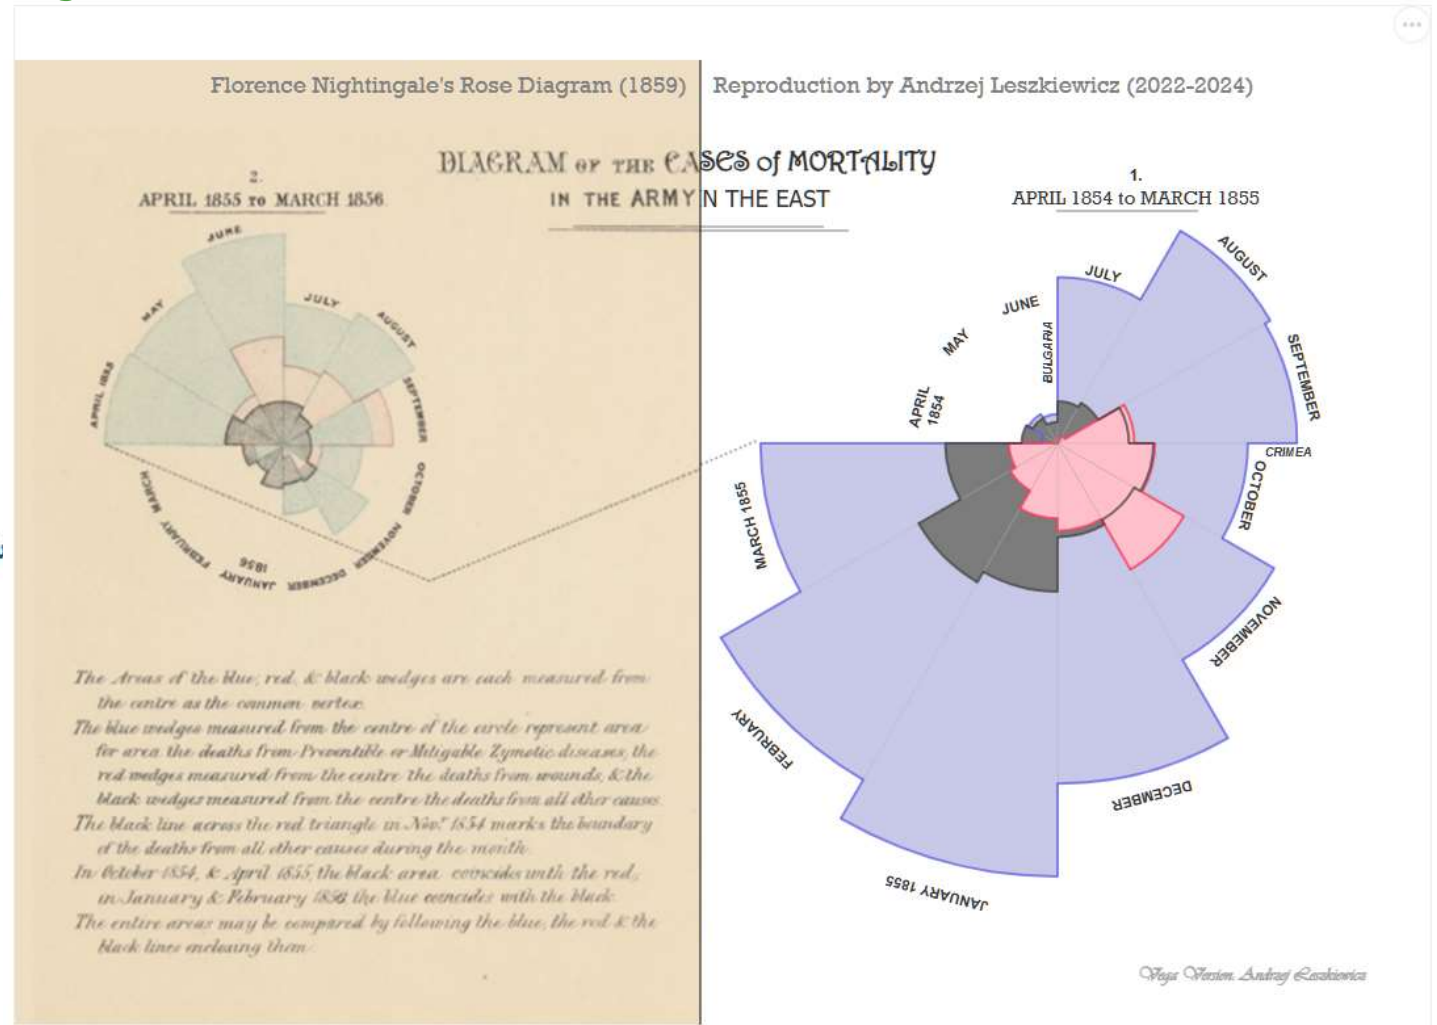 Florence Nightingale's Rose Diagram (1859)
Reproduction by Andrzej Leszkiewicz (2022-2024)
DIAGRAM OF THE CASES of MORTALITY
IN THE ARMY N THE EAST
2.
APRIL 1855 TO MARCH 1856
JUNE
JULY
MAY
AUGUST
APRIL 1855
SEPTEMBER
OCTOBER
NOVEMBER
DECEMBER
JANUARY
1856
FEBRUARY
MARCH
1.
APRIL 1854 to MARCH 1855
AUGUST
JULY
JUNE
MAY
BULGARIA
APRIL
1854
SEPTEMBER
CRIMEA
OCTOBER
NOVEMEBER
DECEMBER
JANUARY 1855
FEBRUARY
MARCH 1855
The Areas of the blue, red, & black wedges are each measured from
the centre as the common vertex.
The blue wedges measured from the centre of the circle represent area
for area the deaths from Preventible or Mitigable Zymotic diseases, the
red wedges measured from the centre the deaths from wounds, & the
black wedges measured from the centre the deaths from all other causes.
The black line across the red triangle in Novr. 1854 marks the boundary
of the deaths from all other causes during the month.
In October 1854, & April 1855, the black area coincides with the red,
in January & February 1856 the blue coincides with the black.
The entire areas may be compared by following the blue, the red & the
black lines enclosing them.
Vega Version. Andrzej Leszkiewicz